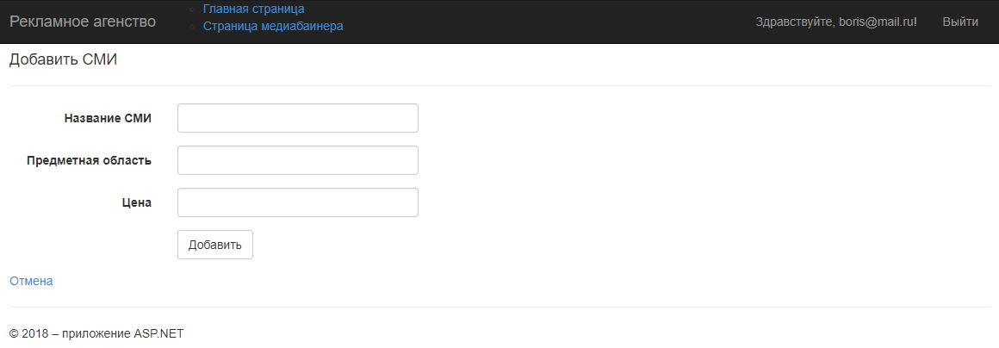 Рекламное агенство
Главная страница
Страница медиабаинера
Здравствуйте, boris@mail.ru!
Выйти
Добавить СМИ
Название СМИ
Предметная область
Цена
Добавить
Отмена
© 2018 – приложение ASP.NET